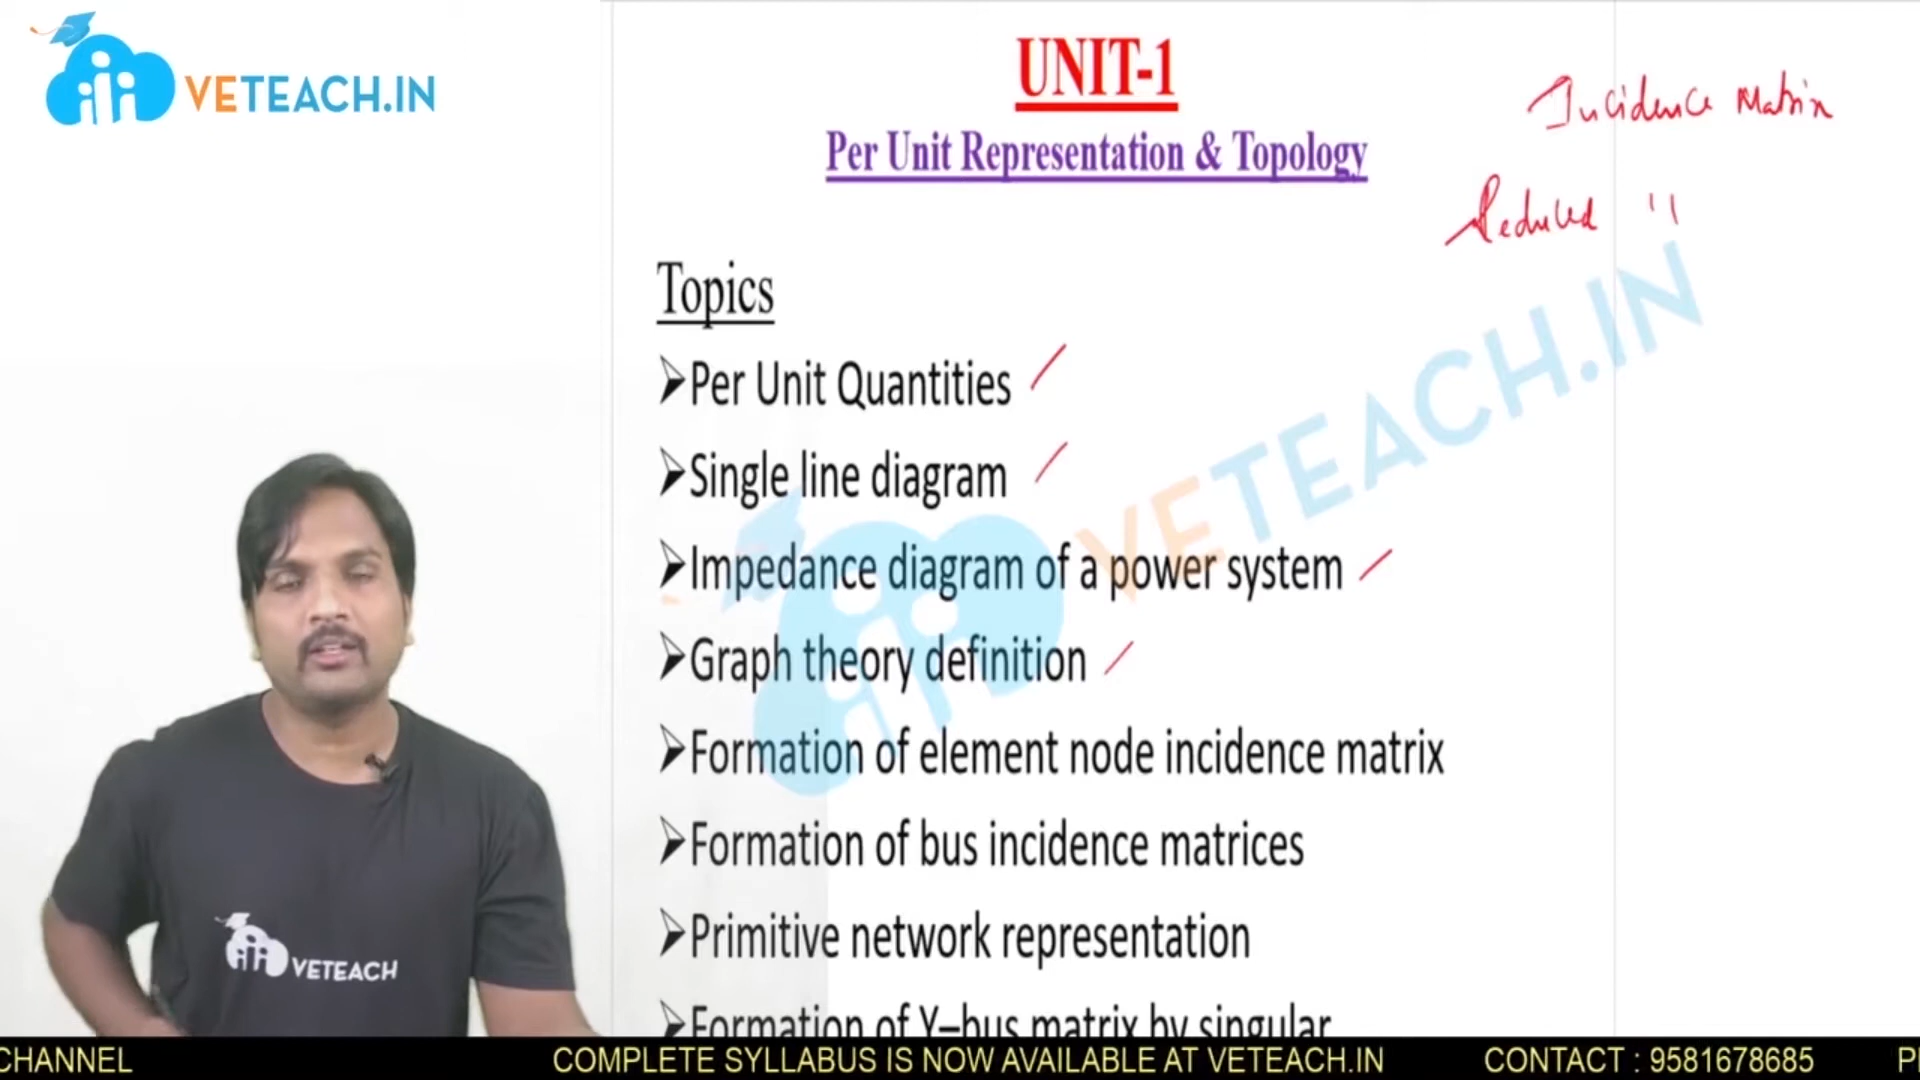 VETEACH.IN
UNIT-1
Per Unit Representation & Topology
Incidence Matrix
Reduced "
Topics
➢Per Unit Quantities
➢Single line diagram
➢Impedance diagram of a power system
➢Graph theory definition
➢Formation of element node incidence matrix
➢Formation of bus incidence matrices
➢Primitive network representation
➢Formation of Y–bus matrix by singular
VETEACH.IN
VETEACH
CHANNEL COMPLETE SYLLABUS IS NOW AVAILABLE AT VETEACH.IN CONTACT : 9581678685